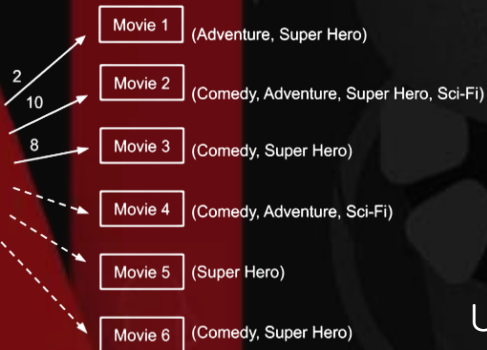 Movie 1 (Adventure, Super Hero)
2
10
Movie 2 (Comedy, Adventure, Super Hero, Sci-Fi)
8
Movie 3 (Comedy, Super Hero)
Movie 4 (Comedy, Adventure, Sci-Fi)
Movie 5 (Super Hero)
Movie 6 (Comedy, Super Hero)
U